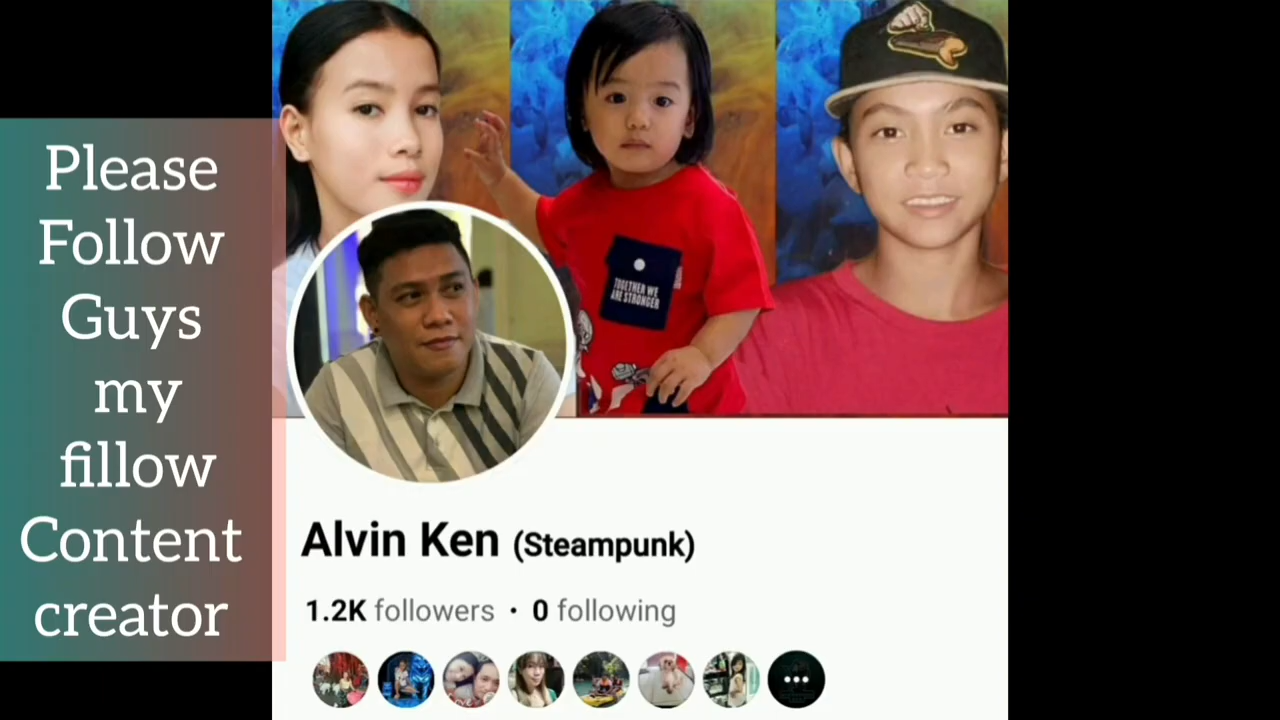 Please
Follow
Guys
my
fillow
Content
creator
TOGETHER WE
ARE STRONGER
Alvin Ken (Steampunk)
1.2K followers • 0 following